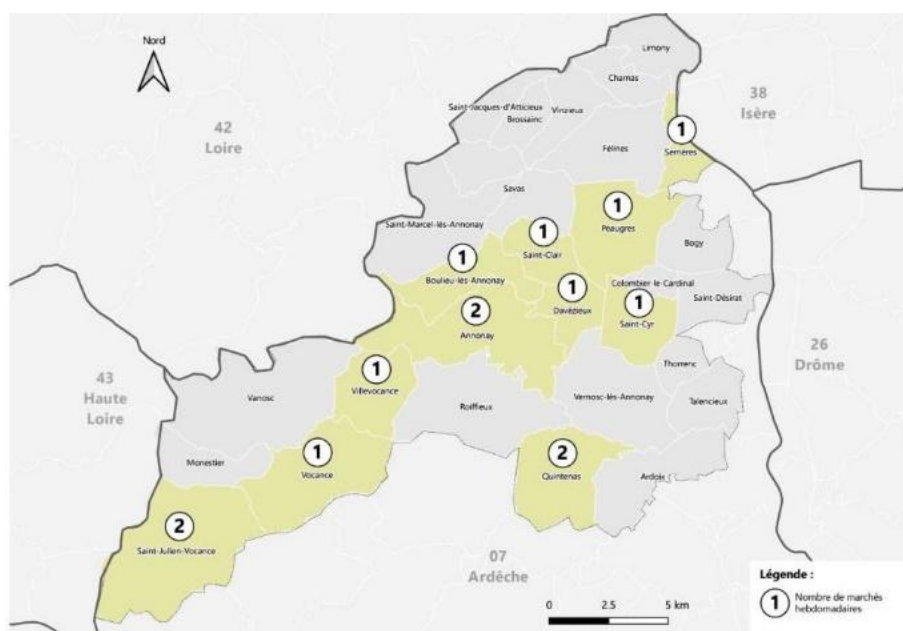 Nord
Limony
Charnas
38
Isère
42
Loire
Saint-Jacques-d'Atticieux
Vinzieux
Brossainc
1
Serrières
Félines
Savas
1
Peaugres
Saint-Marcel-lès-Annonay
1
Saint-Clair
Bogy
1
Boulieu-lès-Annonay
Colombier-le-Cardinal
1
Davézieux
1
Saint-Cyr
Saint-Désirat
2
Annonay
26
Drôme
43
Haute
Loire
1
Villevocance
Thorrenc
Vanosc
Roiffieux
Vernosc-lès-Annonay
Talencieux
1
Vocance
Monestier
2
Quintenas
Ardoix
2
Saint-Julien-Vocance
07
Ardèche
Légende :
1
Nombre de marchés
hebdomadaires
0 2.5 5 km